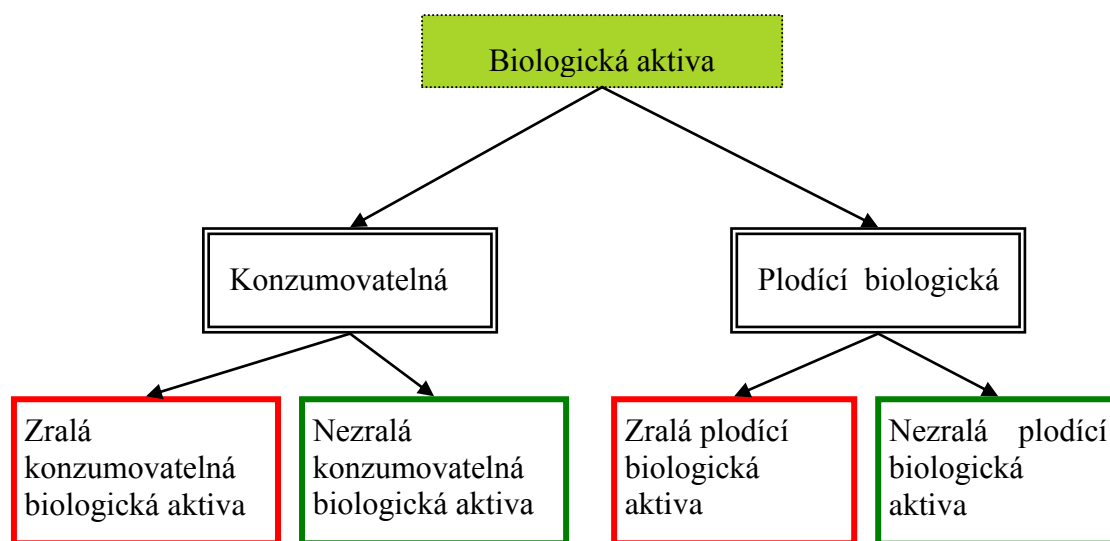 Biologická aktiva
Konzumovatelná
Plodící biologická
Zralá
konzumovatelná
biologická aktiva
Nezralá
konzumovatelná
biologická aktiva
Zralá plodící
biologická
aktiva
Nezralá plodící
biologická
aktiva